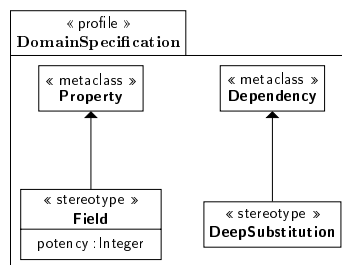 « profile »
DomainSpecification
« metaclass »
Property
« metaclass »
Dependency
« stereotype »
Field
potency : Integer
« stereotype »
DeepSubstitution